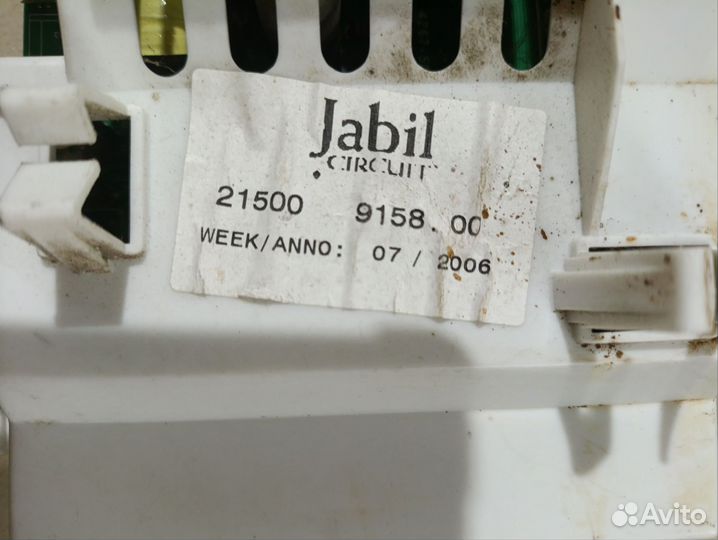 Jabil
CIRCUIT
21500 9158.00
WEEK/ANNO: 07 / 2006
Avito